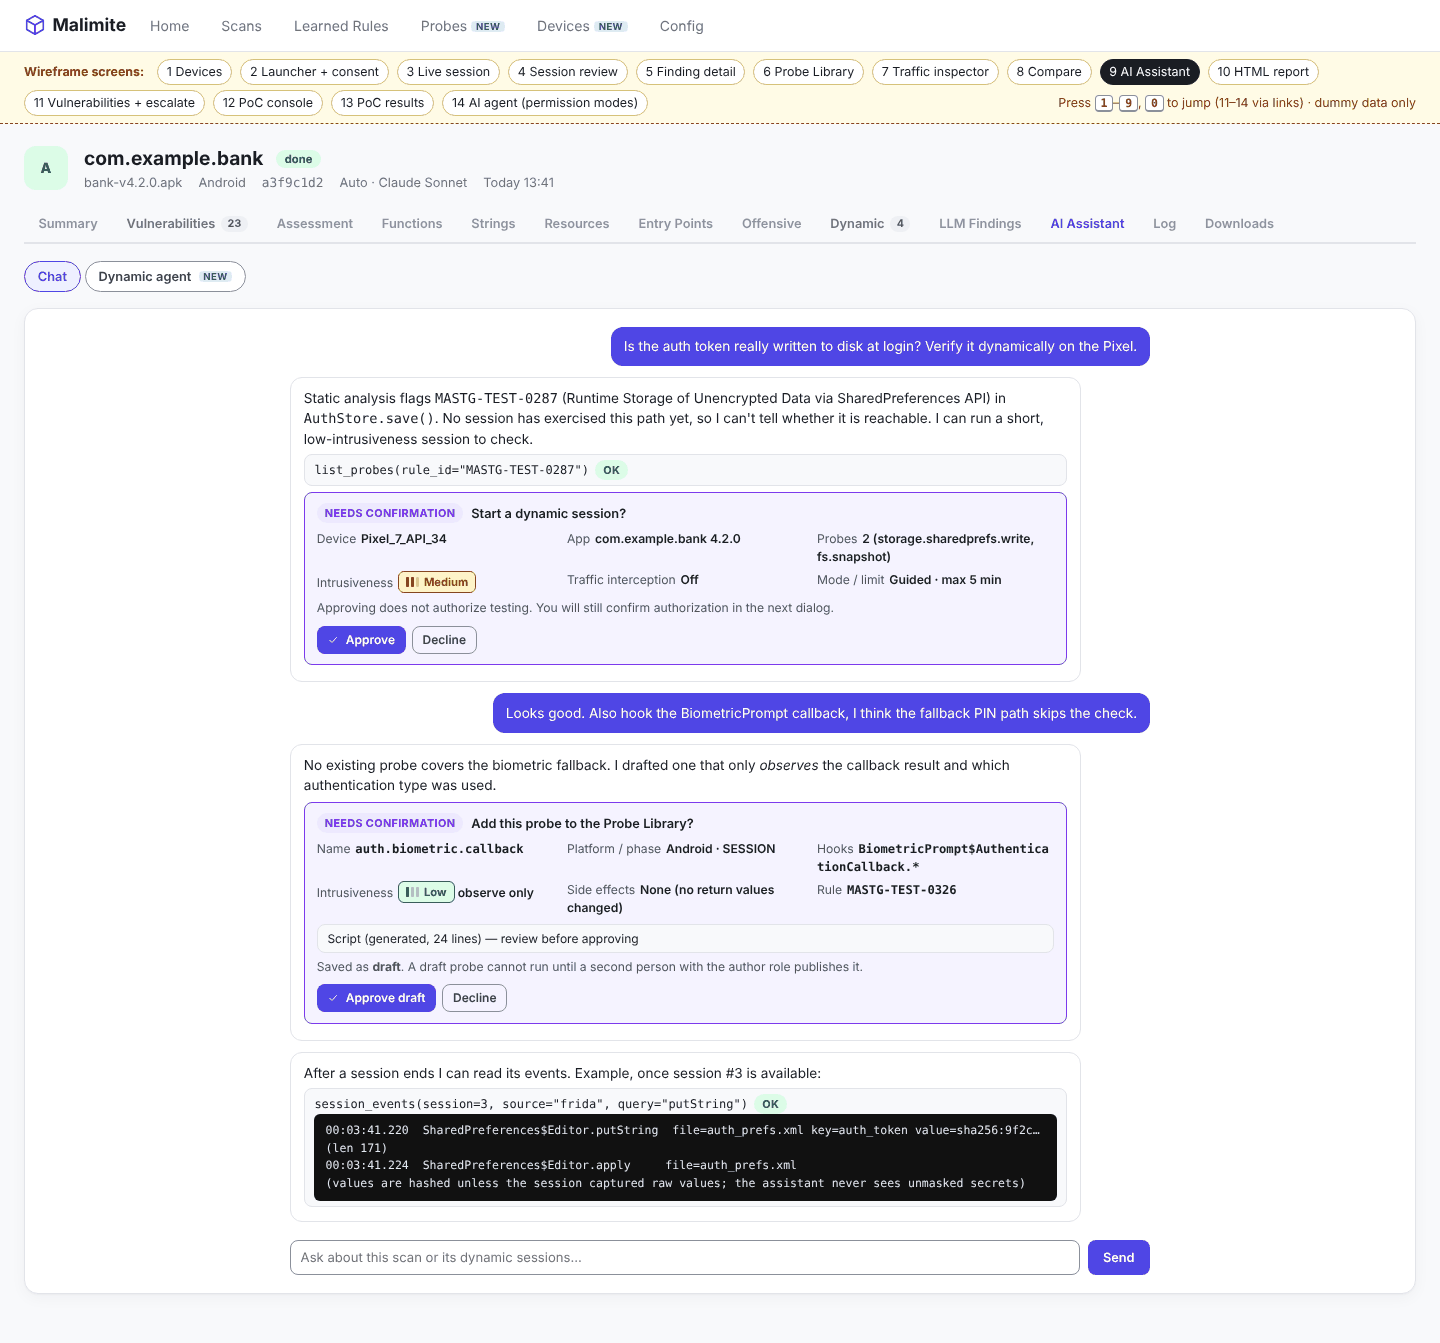 Malimite Home Scans Learned Rules Probes NEW Devices NEW Config
Wireframe screens: 1 Devices 2 Launcher + consent 3 Live session 4 Session review 5 Finding detail 6 Probe Library 7 Traffic inspector 8 Compare 9 AI Assistant 10 HTML report
11 Vulnerabilities + escalate 12 PoC console 13 PoC results 14 AI agent (permission modes) Press 1–9, 0 to jump (11–14 via links) · dummy data only
A
com.example.bank done
bank-v4.2.0.apk Android a3f9c1d2 Auto · Claude Sonnet Today 13:41
Summary Vulnerabilities 23 Assessment Functions Strings Resources Entry Points Offensive Dynamic 4 LLM Findings AI Assistant Log Downloads
Chat Dynamic agent NEW
Is the auth token really written to disk at login? Verify it dynamically on the Pixel.
Static analysis flags MASTG-TEST-0287 (Runtime Storage of Unencrypted Data via SharedPreferences API) in
AuthStore.save(). No session has exercised this path yet, so I can't tell whether it is reachable. I can run a short,
low-intrusiveness session to check.
list_probes(rule_id="MASTG-TEST-0287") OK
NEEDS CONFIRMATION Start a dynamic session?
Device Pixel_7_API_34 App com.example.bank 4.2.0 Probes 2 (storage.sharedprefs.write,
fs.snapshot)
Intrusiveness Medium Traffic interception Off Mode / limit Guided · max 5 min
Approving does not authorize testing. You will still confirm authorization in the next dialog.
✓ Approve Decline
Looks good. Also hook the BiometricPrompt callback, I think the fallback PIN path skips the check.
No existing probe covers the biometric fallback. I drafted one that only observes the callback result and which
authentication type was used.
NEEDS CONFIRMATION Add this probe to the Probe Library?
Name auth.biometric.callback Platform / phase Android · SESSION Hooks BiometricPrompt$Authentica
tionCallback.*
Intrusiveness Low observe only Side effects None (no return values Rule MASTG-TEST-0326
changed)
Script (generated, 24 lines) — review before approving
Saved as draft. A draft probe cannot run until a second person with the author role publishes it.
✓ Approve draft Decline
After a session ends I can read its events. Example, once session #3 is available:
session_events(session=3, source="frida", query="putString") OK
00:03:41.220 SharedPreferences$Editor.putString file=auth_prefs.xml key=auth_token value=sha256:9f2c…
(len 171)
00:03:41.224 SharedPreferences$Editor.apply file=auth_prefs.xml
(values are hashed unless the session captured raw values; the assistant never sees unmasked secrets)
Ask about this scan or its dynamic sessions… Send